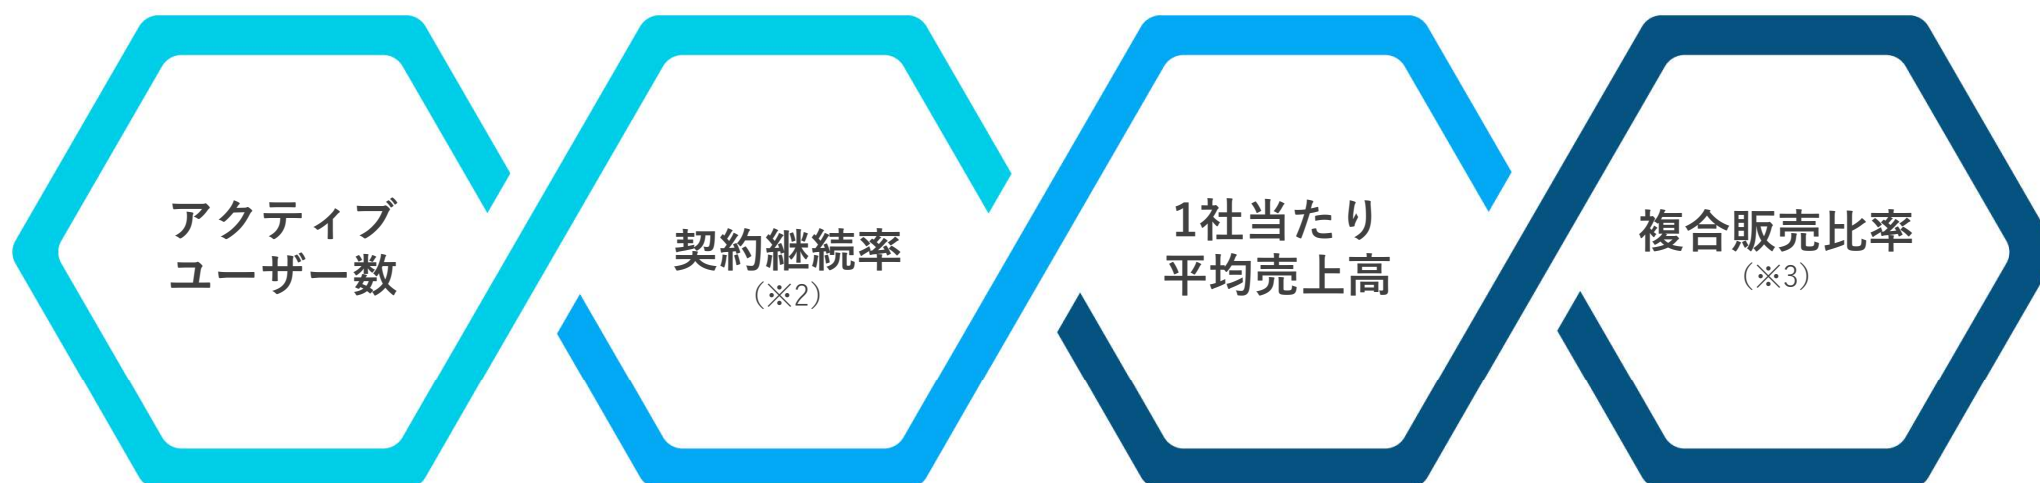 アクティブ
ユーザー数
契約継続率
（※2）
1社当たり
平均売上高
複合販売比率
（※3）